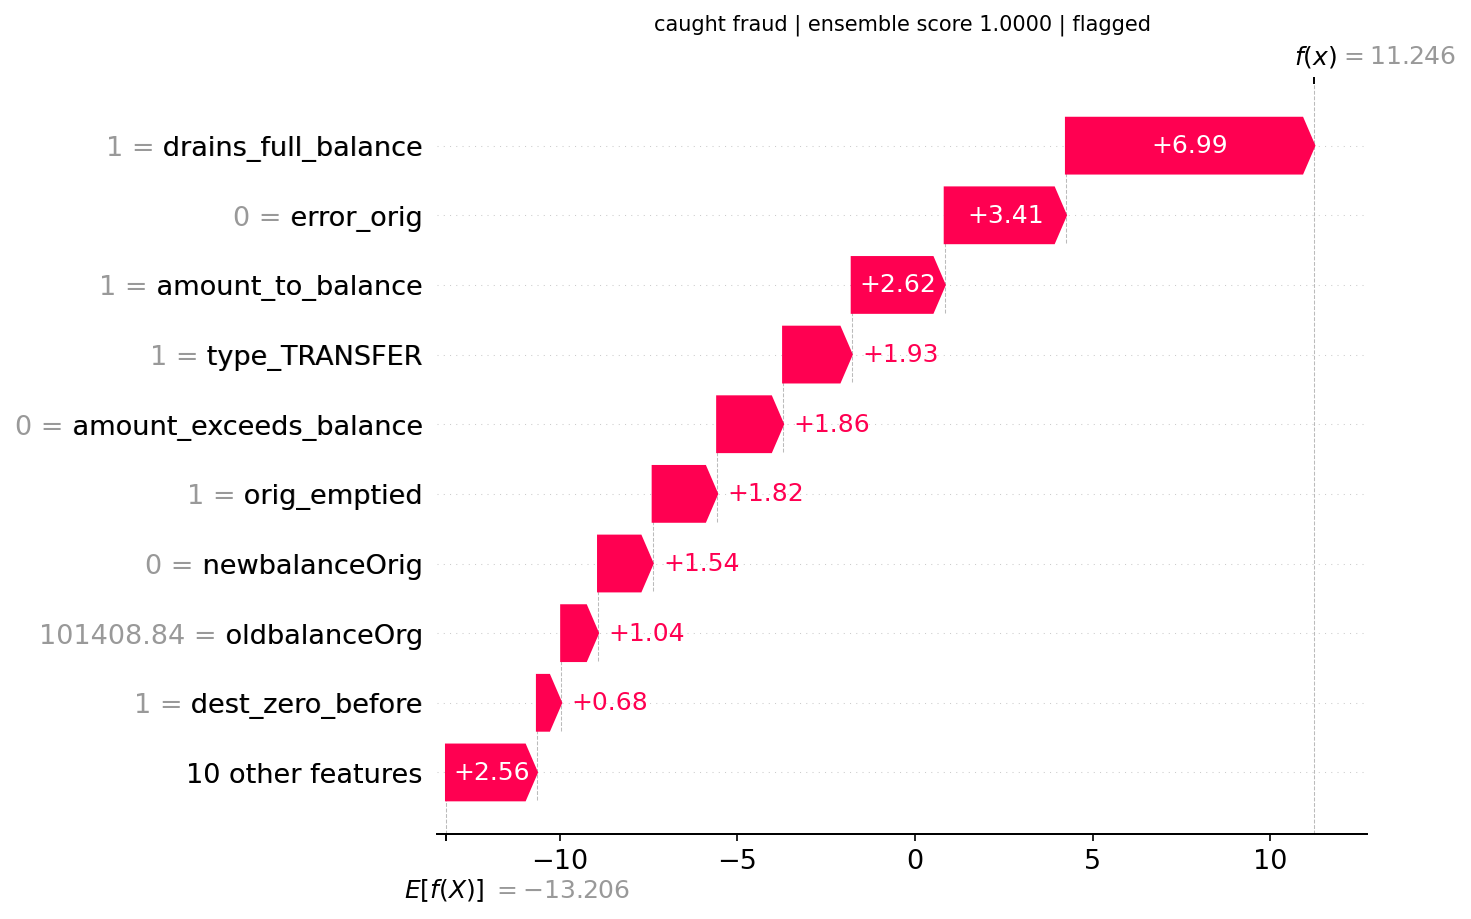 caught fraud | ensemble score 1.0000 | flagged
f(x) = 11.246
1 = drains_full_balance +6.99
0 = error_orig +3.41
1 = amount_to_balance +2.62
1 = type_TRANSFER +1.93
0 = amount_exceeds_balance +1.86
1 = orig_emptied +1.82
0 = newbalanceOrig +1.54
101408.84 = oldbalanceOrg +1.04
1 = dest_zero_before +0.68
10 other features +2.56
−10 −5 0 5 10
E[f(X)] = −13.206